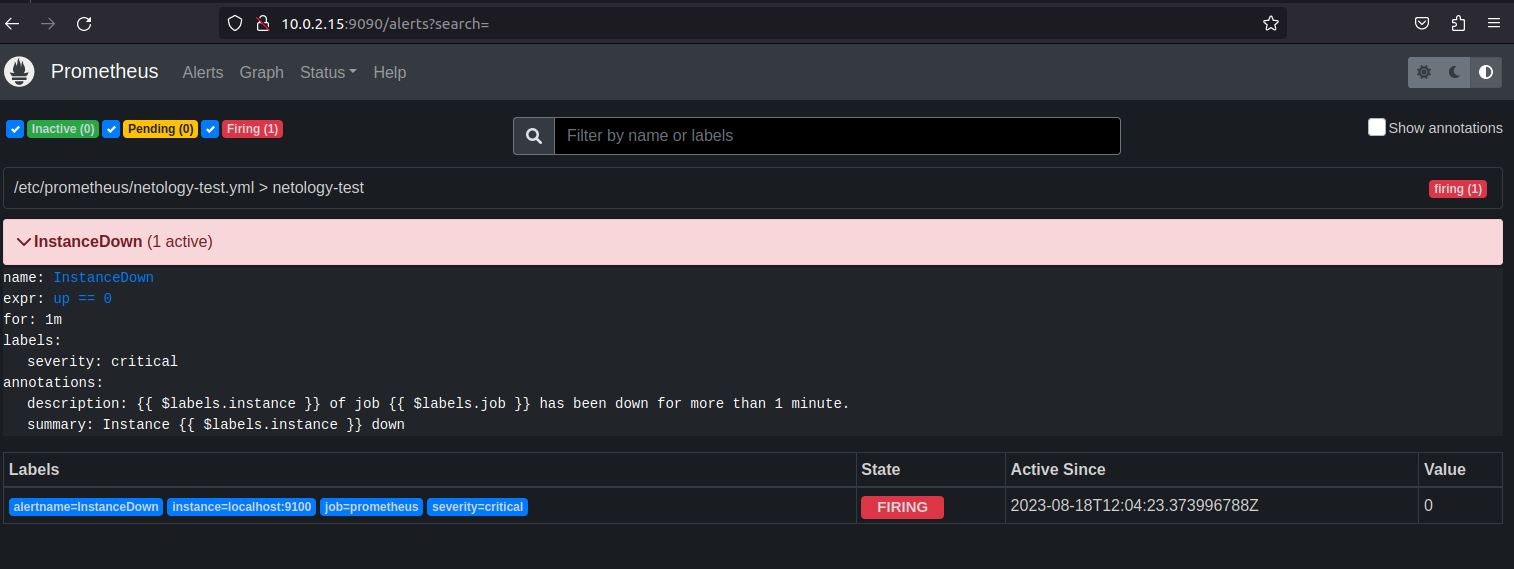 10.0.2.15:9090/alerts?search=
Prometheus Alerts Graph Status Help
Inactive (0) Pending (0) Firing (1) Filter by name or labels Show annotations
/etc/prometheus/netology-test.yml > netology-test firing (1)
InstanceDown (1 active)
name: InstanceDown
expr: up == 0
for: 1m
labels:
severity: critical
annotations:
description: {{ $labels.instance }} of job {{ $labels.job }} has been down for more than 1 minute.
summary: Instance {{ $labels.instance }} down
Labels State Active Since Value
alertname=InstanceDown instance=localhost:9100 job=prometheus severity=critical FIRING 2023-08-18T12:04:23.373996788Z 0